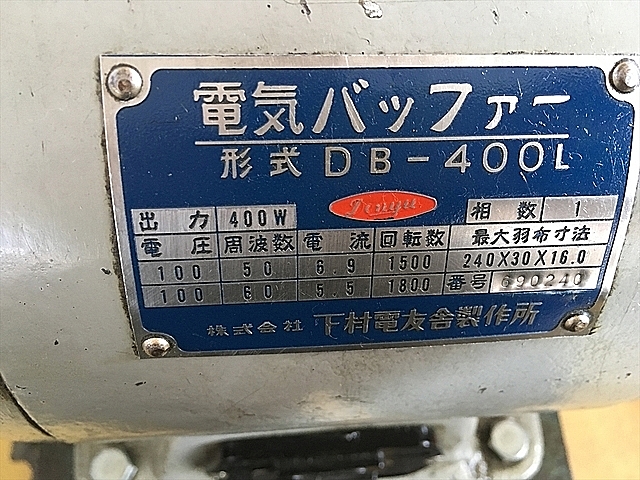 電気バッファー
形式 DB-400L
出力 400W 相数 1
電圧 周波数 電流 回転数 最大羽布寸法
100 50 6.9 1500 240X30X16.0
100 60 5.5 1800 番号 690240
株式会社 下村電友舎製作所